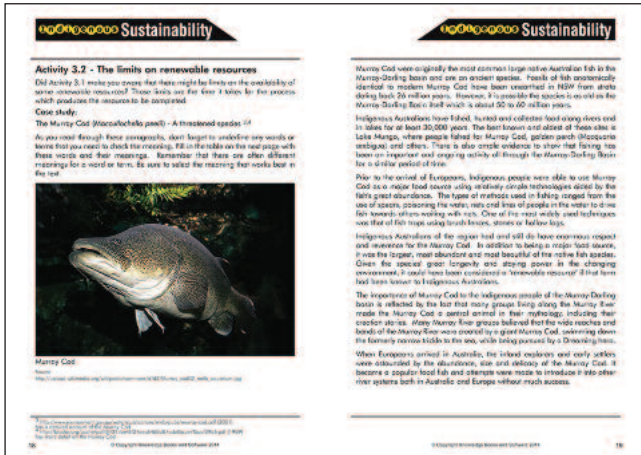 Indigenous Sustainability
Activity 3.2 - The limits on renewable resources
Did Activity 3.1 make you aware that there might be limits on the availability of
some renewable resources? These limits are the time it takes for the process
which produces the resource to be completed.
Case study:
The Murray Cod (Maccullochella peelii) - A threatened species
As you read through these paragraphs, don't forget to underline any words or
terms that you need to check the meaning. Fill in the table on the next page with
these words and their meanings. Remember that there are often different
meanings for a word or term. Be sure to select the meaning that works best in
the text.
Murray Cod
Source
© Copyright Knowledge Books and Software 2014
Indigenous Sustainability
Murray Cod were originally the most common large native Australian fish in the
Murray-Darling basin and are an ancient species. Fossils of fish anatomically
identical to modern Murray Cod have been unearthed in NSW from strata
dating back 26 million years. However, it is possible the species is as old as the
Murray-Darling Basin itself which is about 50 to 60 million years.
Indigenous Australians have fished, hunted and collected food along rivers and
in lakes for at least 30,000 years. The best known and oldest of these sites is
Lake Mungo, where people fished for Murray Cod, golden perch (Macquaria
ambigua) and others. There is also ample evidence to show that fishing has
been an important and ongoing activity all through the Murray-Darling Basin
for a similar period of time.
Prior to the arrival of Europeans, Indigenous people were able to use Murray
Cod as a major food source using relatively simple technologies aided by the
fish's great abundance. The types of methods used in fishing ranged from the
use of spears, poisoning the water, nets and lines of people in the water to drive
fish towards others waiting with nets. One of the most widely used techniques
was that of fish traps using brush fences, stones or hollow logs.
Indigenous Australians of the region had and still do have enormous respect
and reverence for the Murray Cod. In addition to being a major food source,
it was the largest, most abundant and most beautiful of the native fish species.
Given the species' great longevity and staying power in the changing
environment, it could have been considered a 'renewable resource' if that term
had been known to Indigenous Australians.
The importance of Murray Cod to the Indigenous people of the Murray-Darling
basin is reflected by the fact that many groups living along the Murray River
made the Murray Cod a central animal in their mythology, including their
creation stories. Many Murray River groups believed that the wide reaches and
bends of the Murray River were created by a giant Murray Cod, swimming down
the formerly narrow trickle to the sea, while being pursued by a Dreaming hero.
When Europeans arrived in Australia, the inland explorers and early settlers
were astounded by the abundance, size and delicacy of the Murray Cod. It
became a popular food fish and attempts were made to introduce it into other
river systems both in Australia and Europe without much success.
© Copyright Knowledge Books and Software 2014